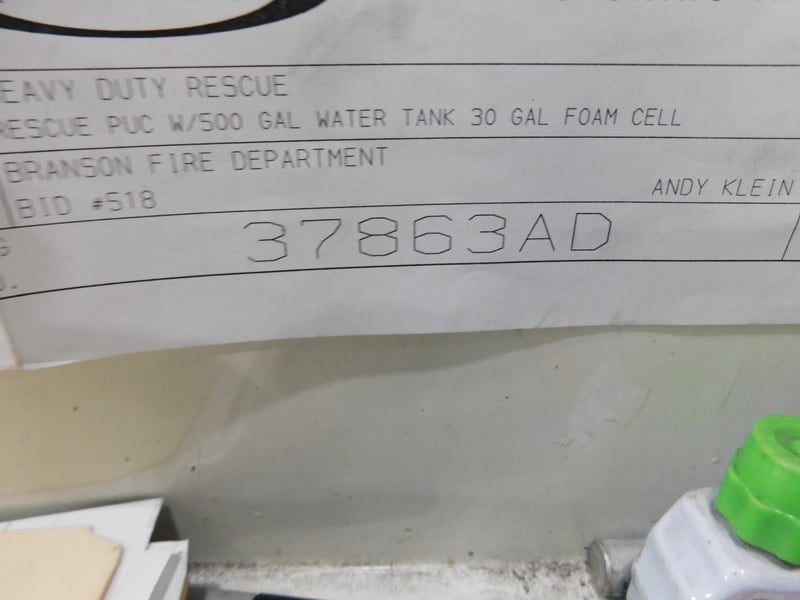 EAVY DUTY RESCUE
RESCUE PUC W/500 GAL WATER TANK 30 GAL FOAM CELL
BRANSON FIRE DEPARTMENT
BID #518
ANDY KLEIN
37863AD